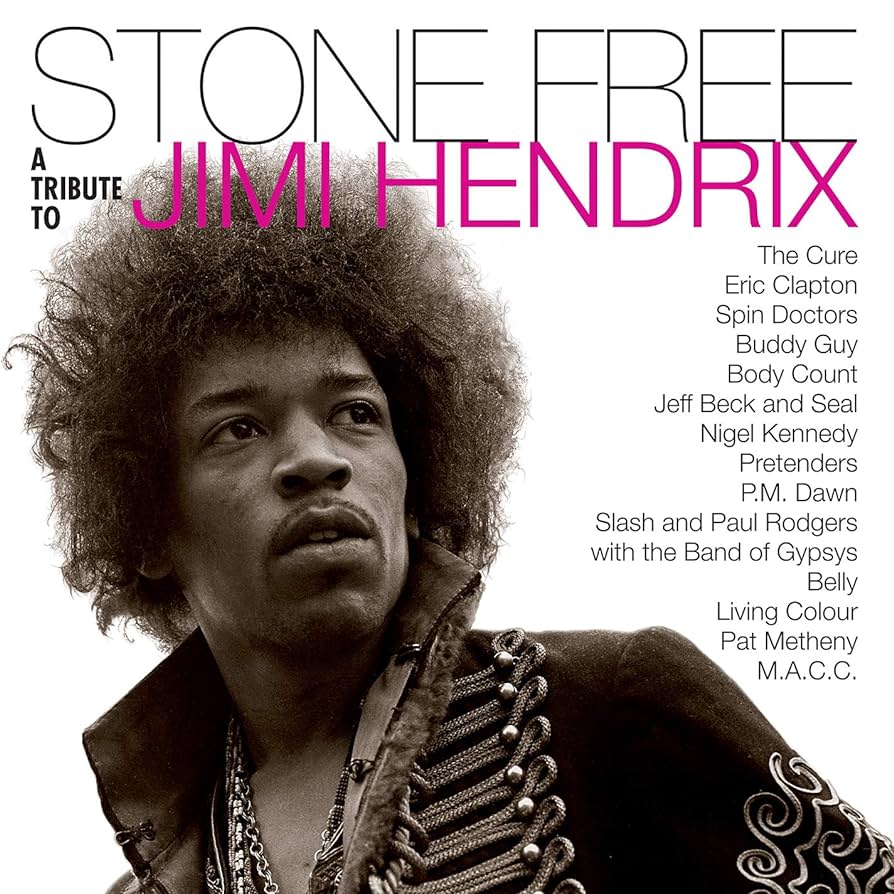 STONE FREE
A
TRIBUTE
TO
JIMI HENDRIX
The Cure
Eric Clapton
Spin Doctors
Buddy Guy
Body Count
Jeff Beck and Seal
Nigel Kennedy
Pretenders
P.M. Dawn
Slash and Paul Rodgers
with the Band of Gypsys
Belly
Living Colour
Pat Metheny
M.A.C.C.